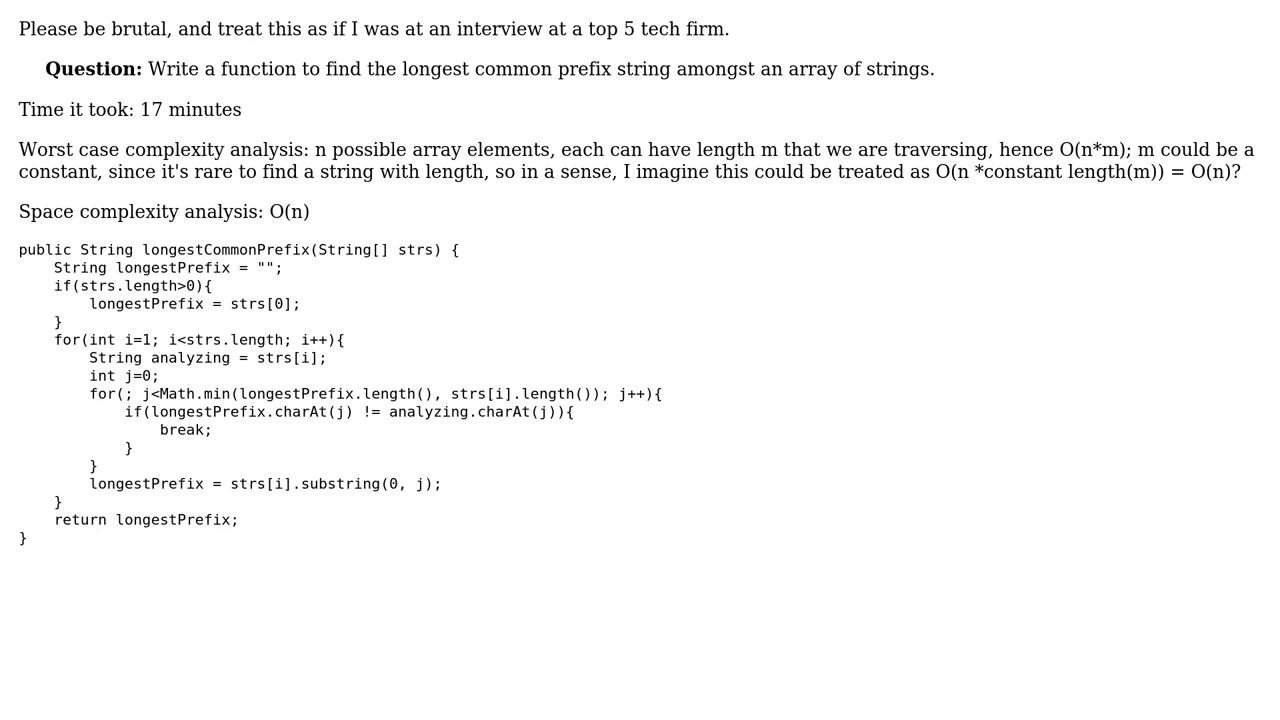 Please be brutal, and treat this as if I was at an interview at a top 5 tech firm.
Question: Write a function to find the longest common prefix string amongst an array of strings.
Time it took: 17 minutes
Worst case complexity analysis: n possible array elements, each can have length m that we are traversing, hence O(n*m); m could be a
constant, since it's rare to find a string with length, so in a sense, I imagine this could be treated as O(n *constant length(m)) = O(n)?
Space complexity analysis: O(n)
public String longestCommonPrefix(String[] strs) {
    String longestPrefix = "";
    if(strs.length>0){
        longestPrefix = strs[0];
    }
    for(int i=1; i<strs.length; i++){
        String analyzing = strs[i];
        int j=0;
        for(; j<Math.min(longestPrefix.length(), strs[i].length()); j++){
            if(longestPrefix.charAt(j) != analyzing.charAt(j)){
                break;
            }
        }
        longestPrefix = strs[i].substring(0, j);
    }
    return longestPrefix;
}